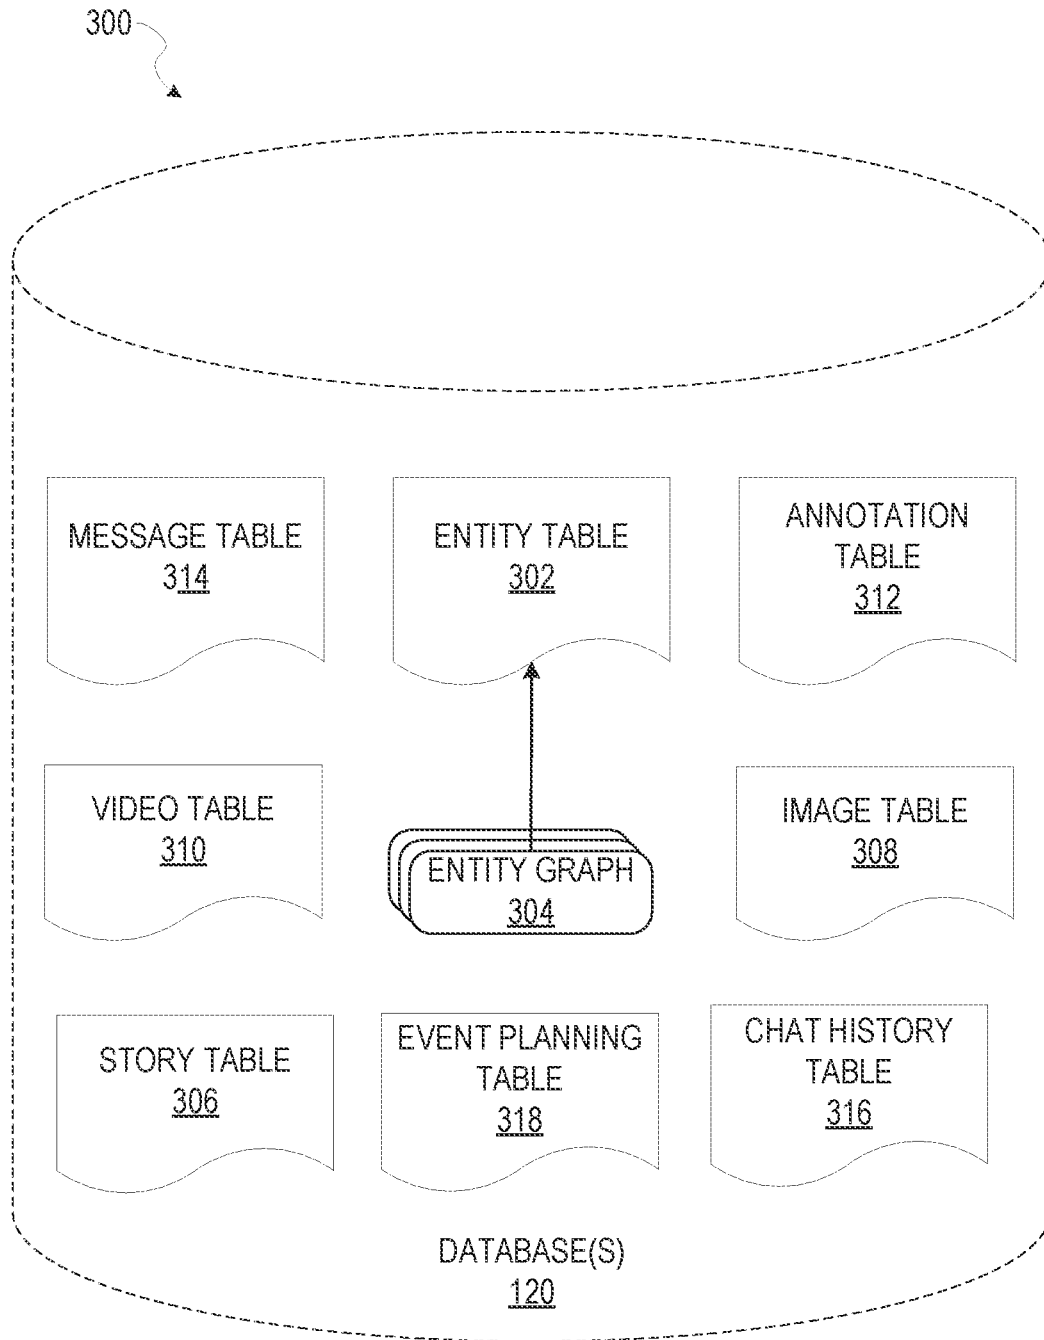 300
MESSAGE TABLE
314
ENTITY TABLE
302
ANNOTATION
TABLE
312
VIDEO TABLE
310
ENTITY GRAPH
304
IMAGE TABLE
308
STORY TABLE
306
EVENT PLANNING
TABLE
318
CHAT HISTORY
TABLE
316
DATABASE(S)
120